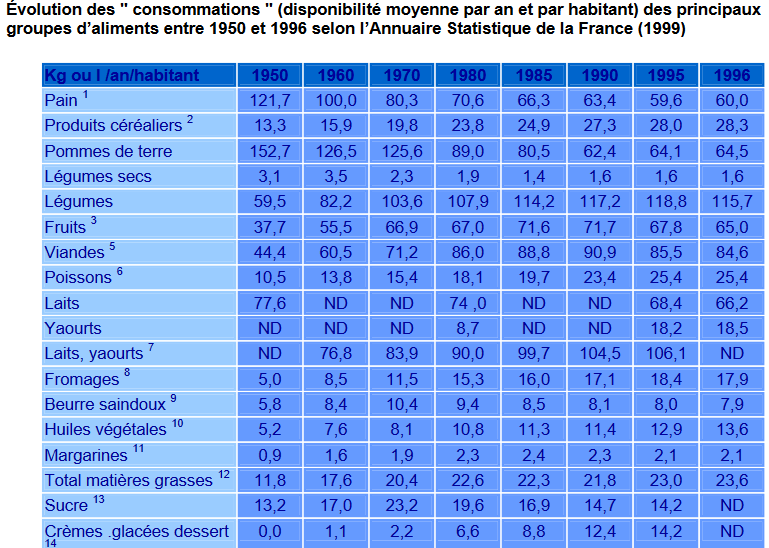 Évolution des " consommations " (disponibilité moyenne par an et par habitant) des principaux
groupes d’aliments entre 1950 et 1996 selon l’Annuaire Statistique de la France (1999)
Kg ou l /an/habitant 1950 1960 1970 1980 1985 1990 1995 1996
Pain 1 121,7 100,0 80,3 70,6 66,3 63,4 59,6 60,0
Produits céréaliers 2 13,3 15,9 19,8 23,8 24,9 27,3 28,0 28,3
Pommes de terre 152,7 126,5 125,6 89,0 80,5 62,4 64,1 64,5
Légumes secs 3,1 3,5 2,3 1,9 1,4 1,6 1,6 1,6
Légumes 59,5 82,2 103,6 107,9 114,2 117,2 118,8 115,7
Fruits 3 37,7 55,5 66,9 67,0 71,6 71,7 67,8 65,0
Viandes 5 44,4 60,5 71,2 86,0 88,8 90,9 85,5 84,6
Poissons 6 10,5 13,8 15,4 18,1 19,7 23,4 25,4 25,4
Laits 77,6 ND ND 74 ,0 ND ND 68,4 66,2
Yaourts ND ND ND 8,7 ND ND 18,2 18,5
Laits, yaourts 7 ND 76,8 83,9 90,0 99,7 104,5 106,1 ND
Fromages 8 5,0 8,5 11,5 15,3 16,0 17,1 18,4 17,9
Beurre saindoux 9 5,8 8,4 10,4 9,4 8,5 8,1 8,0 7,9
Huiles végétales 10 5,2 7,6 8,1 10,8 11,3 11,4 12,9 13,6
Margarines 11 0,9 1,6 1,9 2,3 2,4 2,3 2,1 2,1
Total matières grasses 12 11,8 17,6 20,4 22,6 22,3 21,8 23,0 23,6
Sucre 13 13,2 17,0 23,2 19,6 16,9 14,7 14,2 ND
Crèmes .glacées dessert 0,0 1,1 2,2 6,6 8,8 12,4 14,2 ND
14